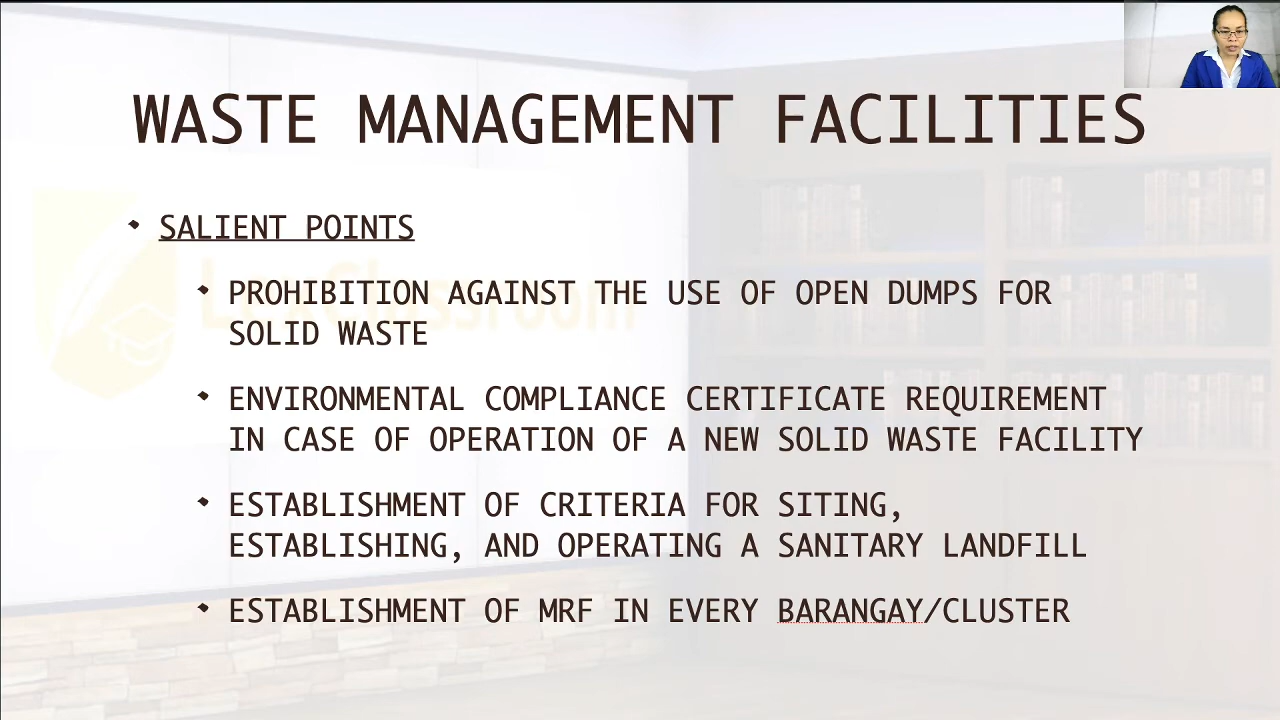 WASTE MANAGEMENT FACILITIES
SALIENT POINTS
PROHIBITION AGAINST THE USE OF OPEN DUMPS FOR
SOLID WASTE
ENVIRONMENTAL COMPLIANCE CERTIFICATE REQUIREMENT
IN CASE OF OPERATION OF A NEW SOLID WASTE FACILITY
ESTABLISHMENT OF CRITERIA FOR SITING,
ESTABLISHING, AND OPERATING A SANITARY LANDFILL
ESTABLISHMENT OF MRF IN EVERY BARANGAY/CLUSTER